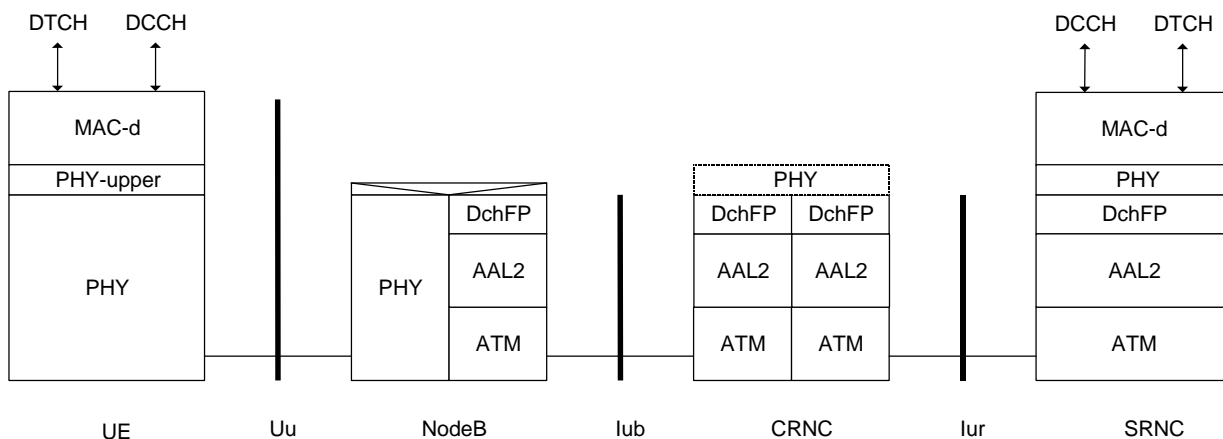 DTCH DCCH DCCH DTCH
MAC-d MAC-d
PHY-upper PHY PHY
DchFP DchFP DchFP DchFP
PHY PHY AAL2 AAL2 AAL2 AAL2
ATM ATM ATM ATM
UE Uu NodeB Iub CRNC Iur SRNC